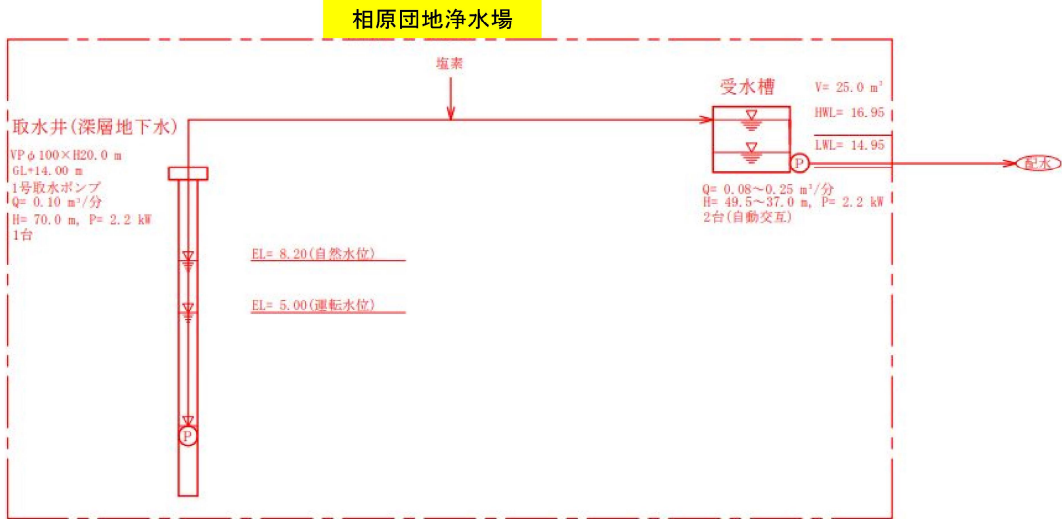 相原団地浄水場
塩素
受水槽
V= 25.0 m³
HWL= 16.95
LWL= 14.95
P
配水
Q= 0.08～0.25 m³/分
H= 49.5～37.0 m, P= 2.2 kW
2台(自動交互)
取水井(深層地下水)
VPφ100×H20.0 m
GL+14.00 m
1号取水ポンプ
Q= 0.10 m³/分
H= 70.0 m, P= 2.2 kW
1台
EL= 8.20(自然水位)
EL= 5.00(運転水位)
P